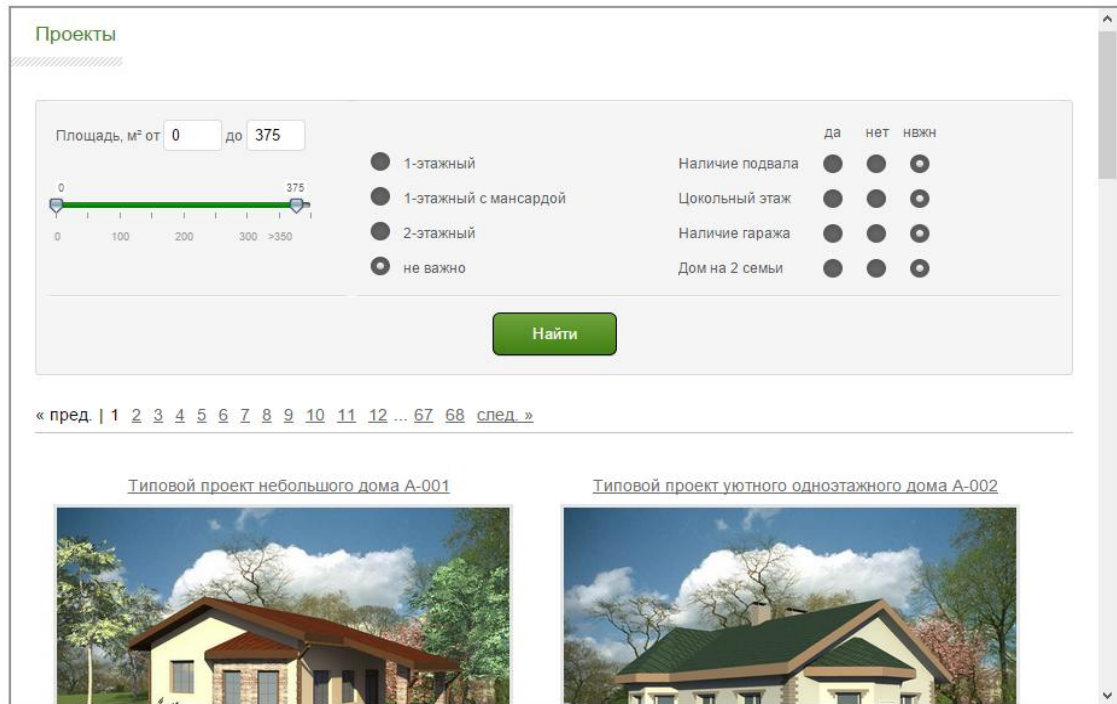 Проекты
Площадь, м² от 0 до 375
0 375
0 100 200 300 >350
1-этажный
1-этажный с мансардой
2-этажный
не важно
да нет нвжн
Наличие подвала
Цокольный этаж
Наличие гаража
Дом на 2 семьи
Найти
« пред. | 1 2 3 4 5 6 7 8 9 10 11 12 ... 67 68 след. »
Типовой проект небольшого дома А-001
Типовой проект уютного одноэтажного дома А-002